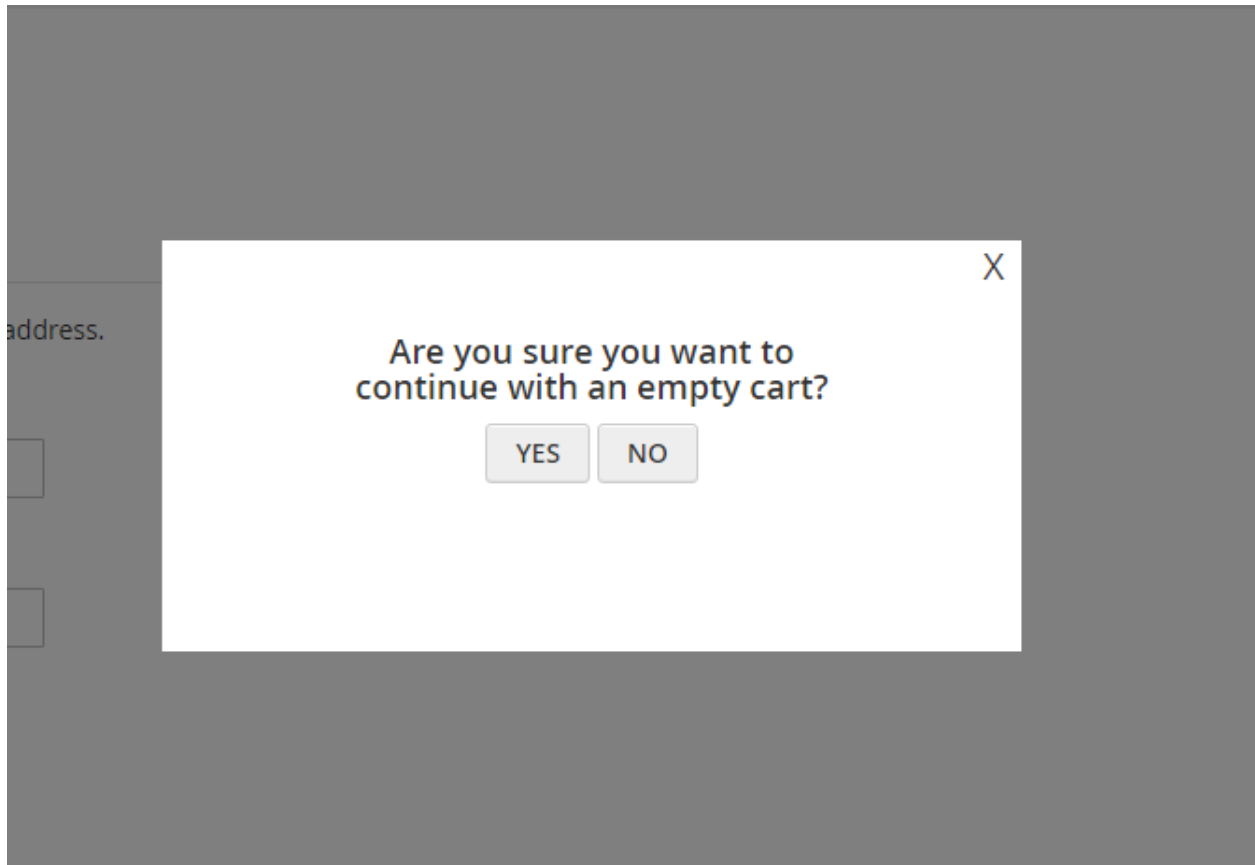 X
address.
Are you sure you want to
continue with an empty cart?
YES NO